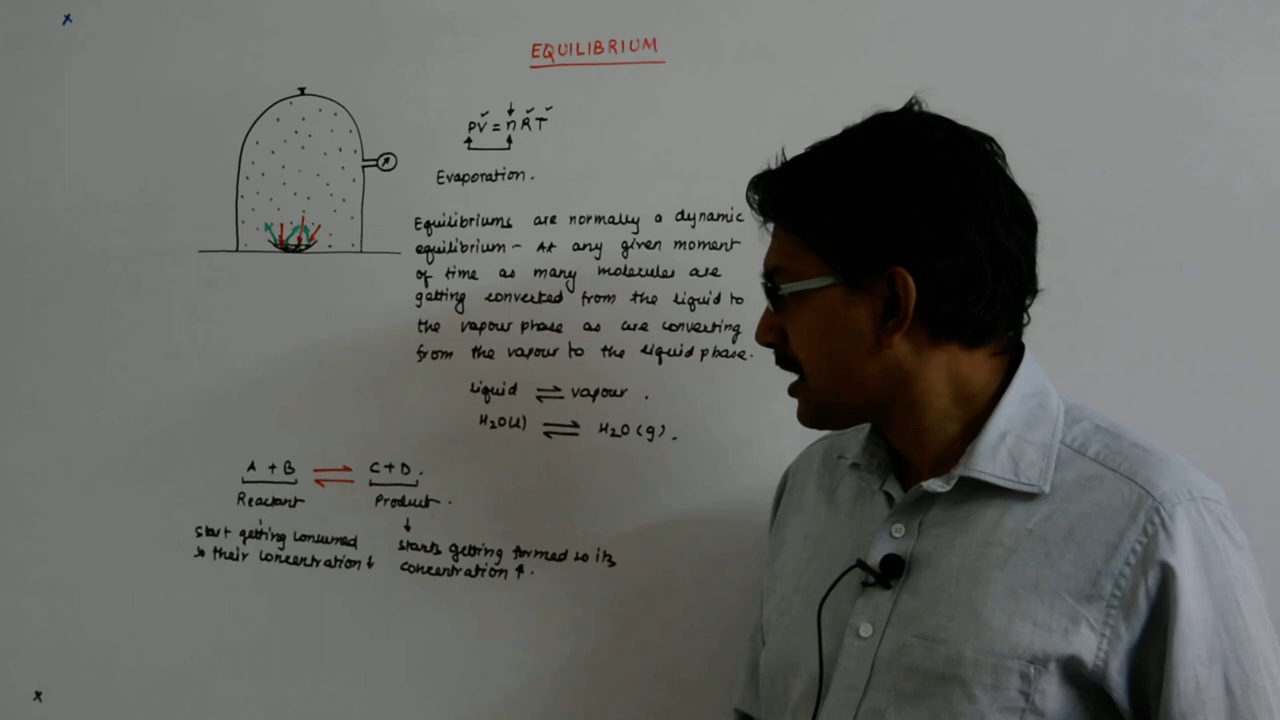 EQUILIBRIUM
PV = nRT
Evaporation.
Equilibriums are normally a dynamic
equilibrium - At any given moment
of time as many molecules are
getting converted from the liquid to
the vapour phase as are converting
from the vapour to the liquid phase.
Liquid ⇌ vapour.
H₂O(l) ⇌ H₂O(g).
A + B ⇌ C + D.
Reactant Product.
↓
Start getting consumed
so their concentration ↓
starts getting formed so its
concentration ↑.